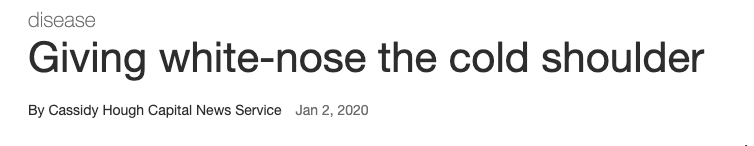 disease
Giving white-nose the cold shoulder
By Cassidy Hough Capital News Service Jan 2, 2020